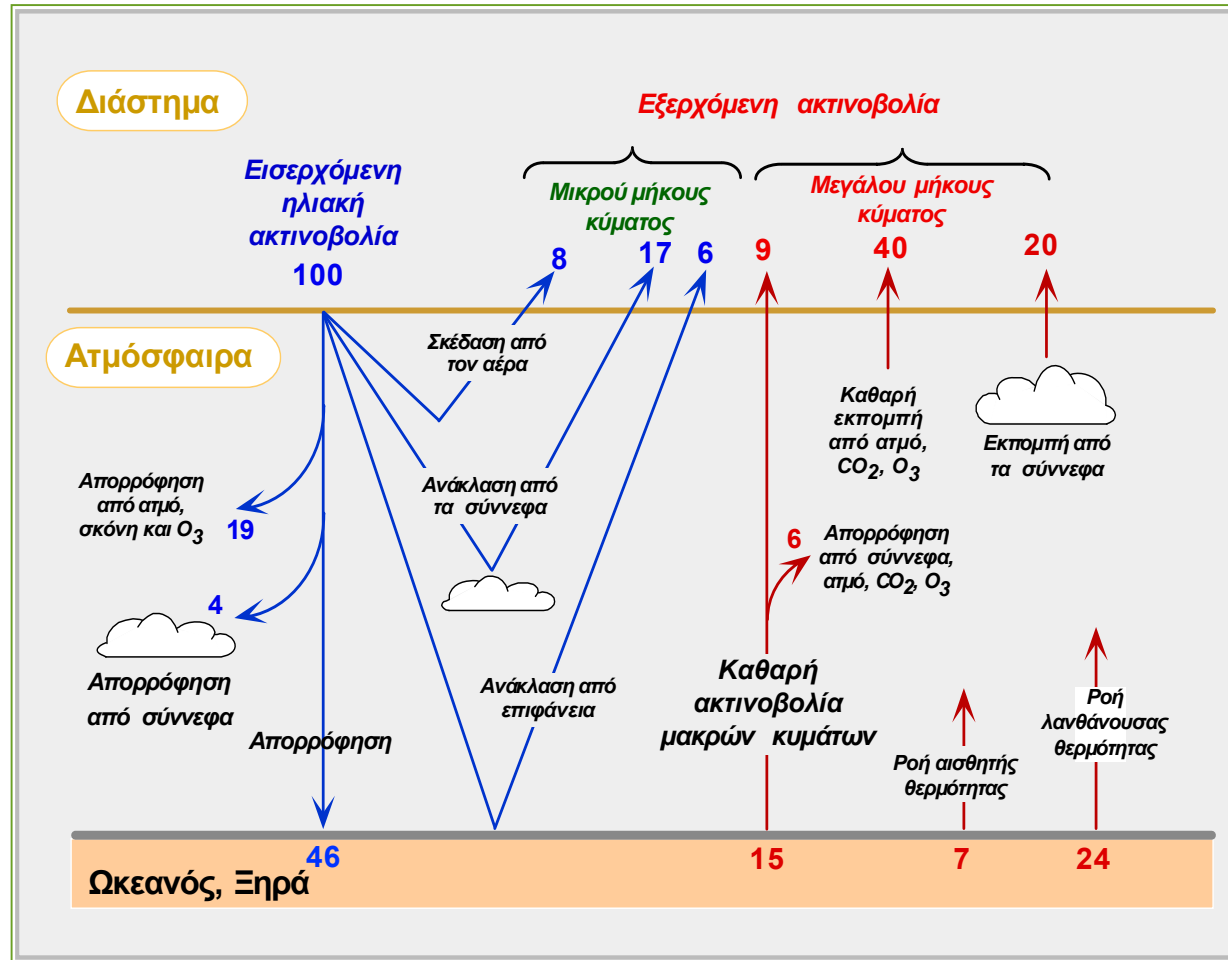 Διάστημα
Εξερχόμενη ακτινοβολία
Εισερχόμενη
ηλιακή
ακτινοβολία
100
Μικρού μήκους
κύματος
Μεγάλου μήκους
κύματος
8
17
6
9
40
20
Ατμόσφαιρα
Σκέδαση από
τον αέρα
Καθαρή
εκπομπή
από ατμό,
CO2, O3
Εκπομπή από
τα σύννεφα
Απορρόφηση
από ατμό,
σκόνη και O3
19
Ανάκλαση από
τα σύννεφα
6
Απορρόφηση
από σύννεφα,
ατμό, CO2, O3
4
Απορρόφηση
από σύννεφα
Ανάκλαση από
επιφάνεια
Καθαρή
ακτινοβολία
μακρών κυμάτων
Ροή
λανθάνουσας
θερμότητας
Απορρόφηση
Ροή αισθητής
θερμότητας
46
15
7
24
Ωκεανός, Ξηρά